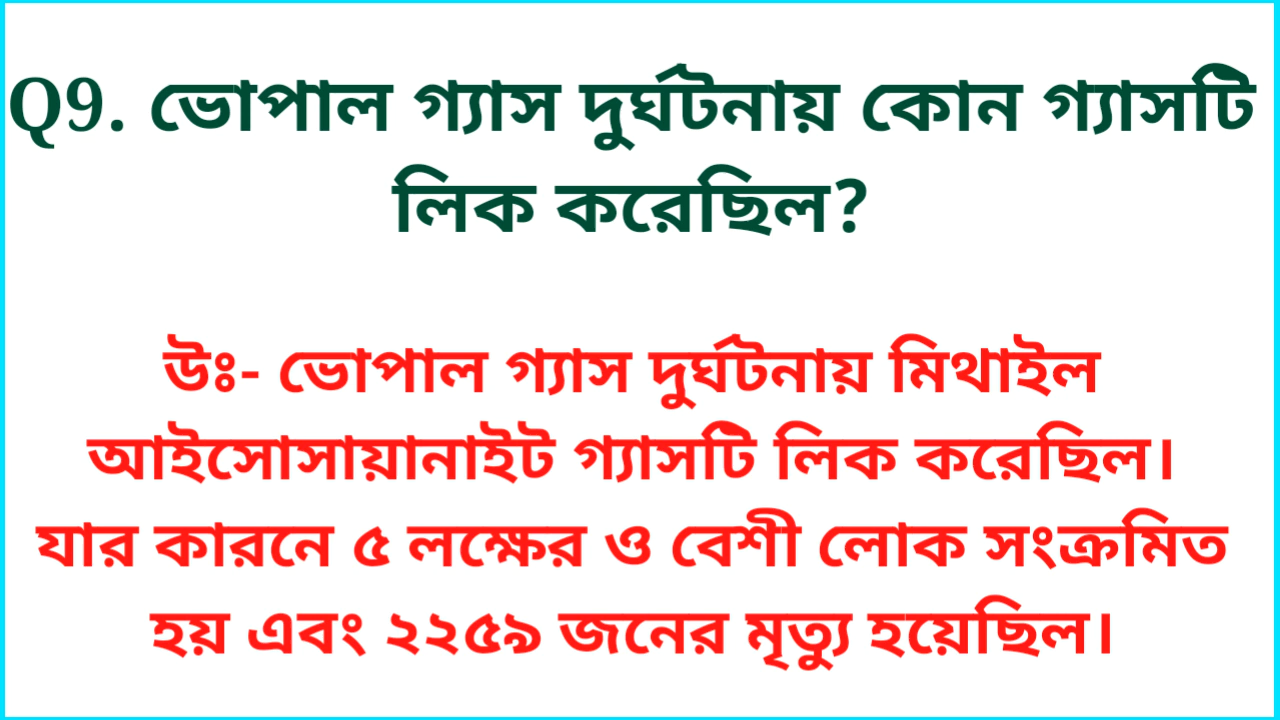 Q9. ভোপাল গ্যাস দুর্ঘটনায় কোন গ্যাসটি
লিক করেছিল?
উঃ- ভোপাল গ্যাস দুর্ঘটনায় মিথাইল
আইসোসায়ানাইট গ্যাসটি লিক করেছিল।
যার কারনে ৫ লক্ষের ও বেশী লোক সংক্রমিত
হয় এবং ২২৫৯ জনের মৃত্যু হয়েছিল।